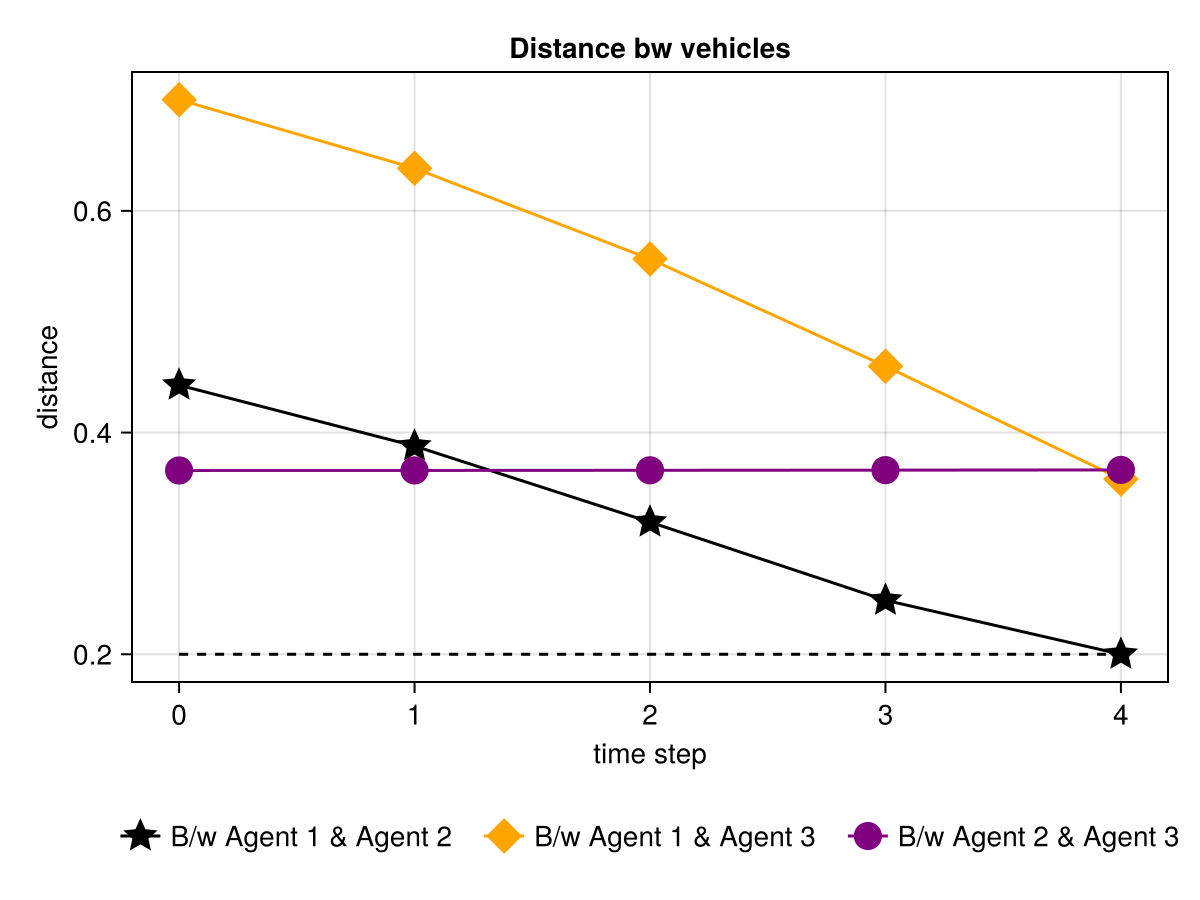 Distance bw vehicles
distance
0.6
0.4
0.2
0 1 2 3 4
time step
B/w Agent 1 & Agent 2 B/w Agent 1 & Agent 3 B/w Agent 2 & Agent 3